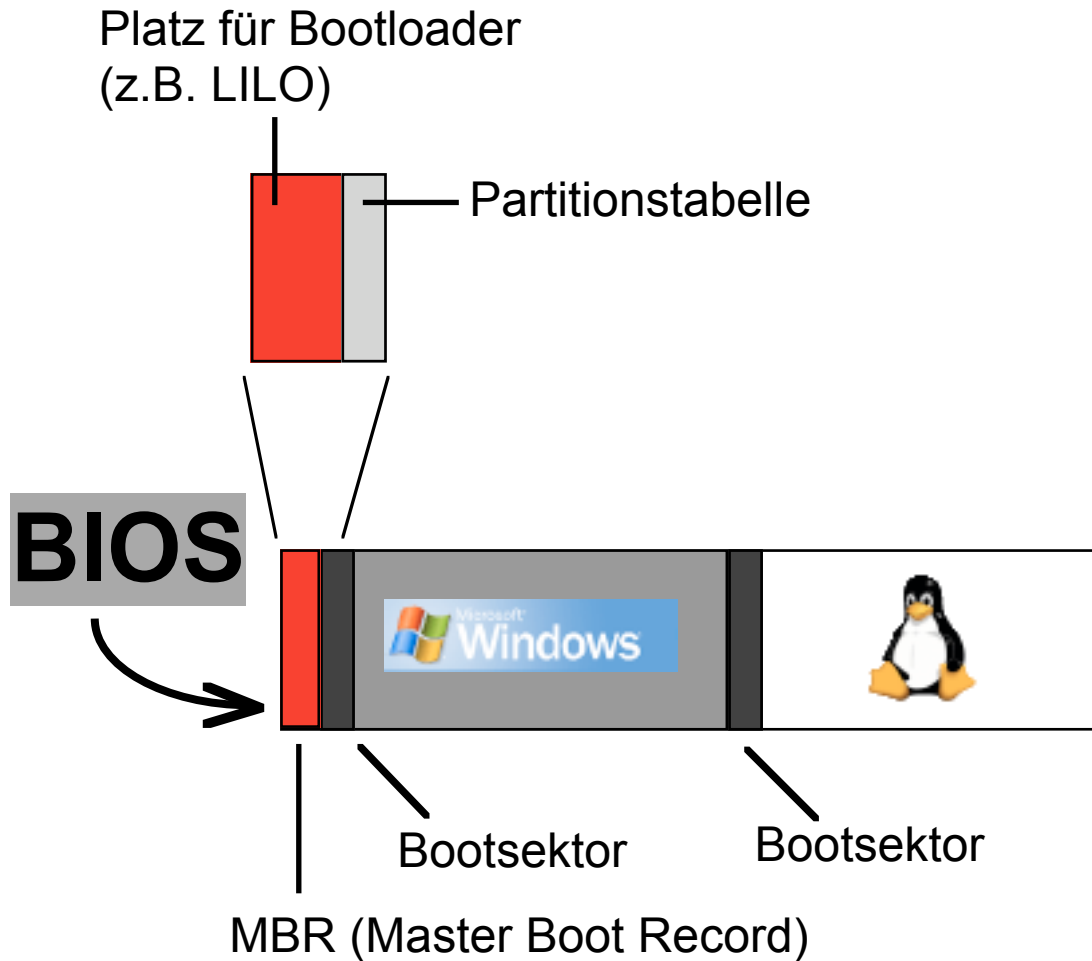 Platz für Bootloader
(z.B. LILO)
Partitionstabelle
BIOS
Microsoft
Windows
Bootsektor
Bootsektor
MBR (Master Boot Record)